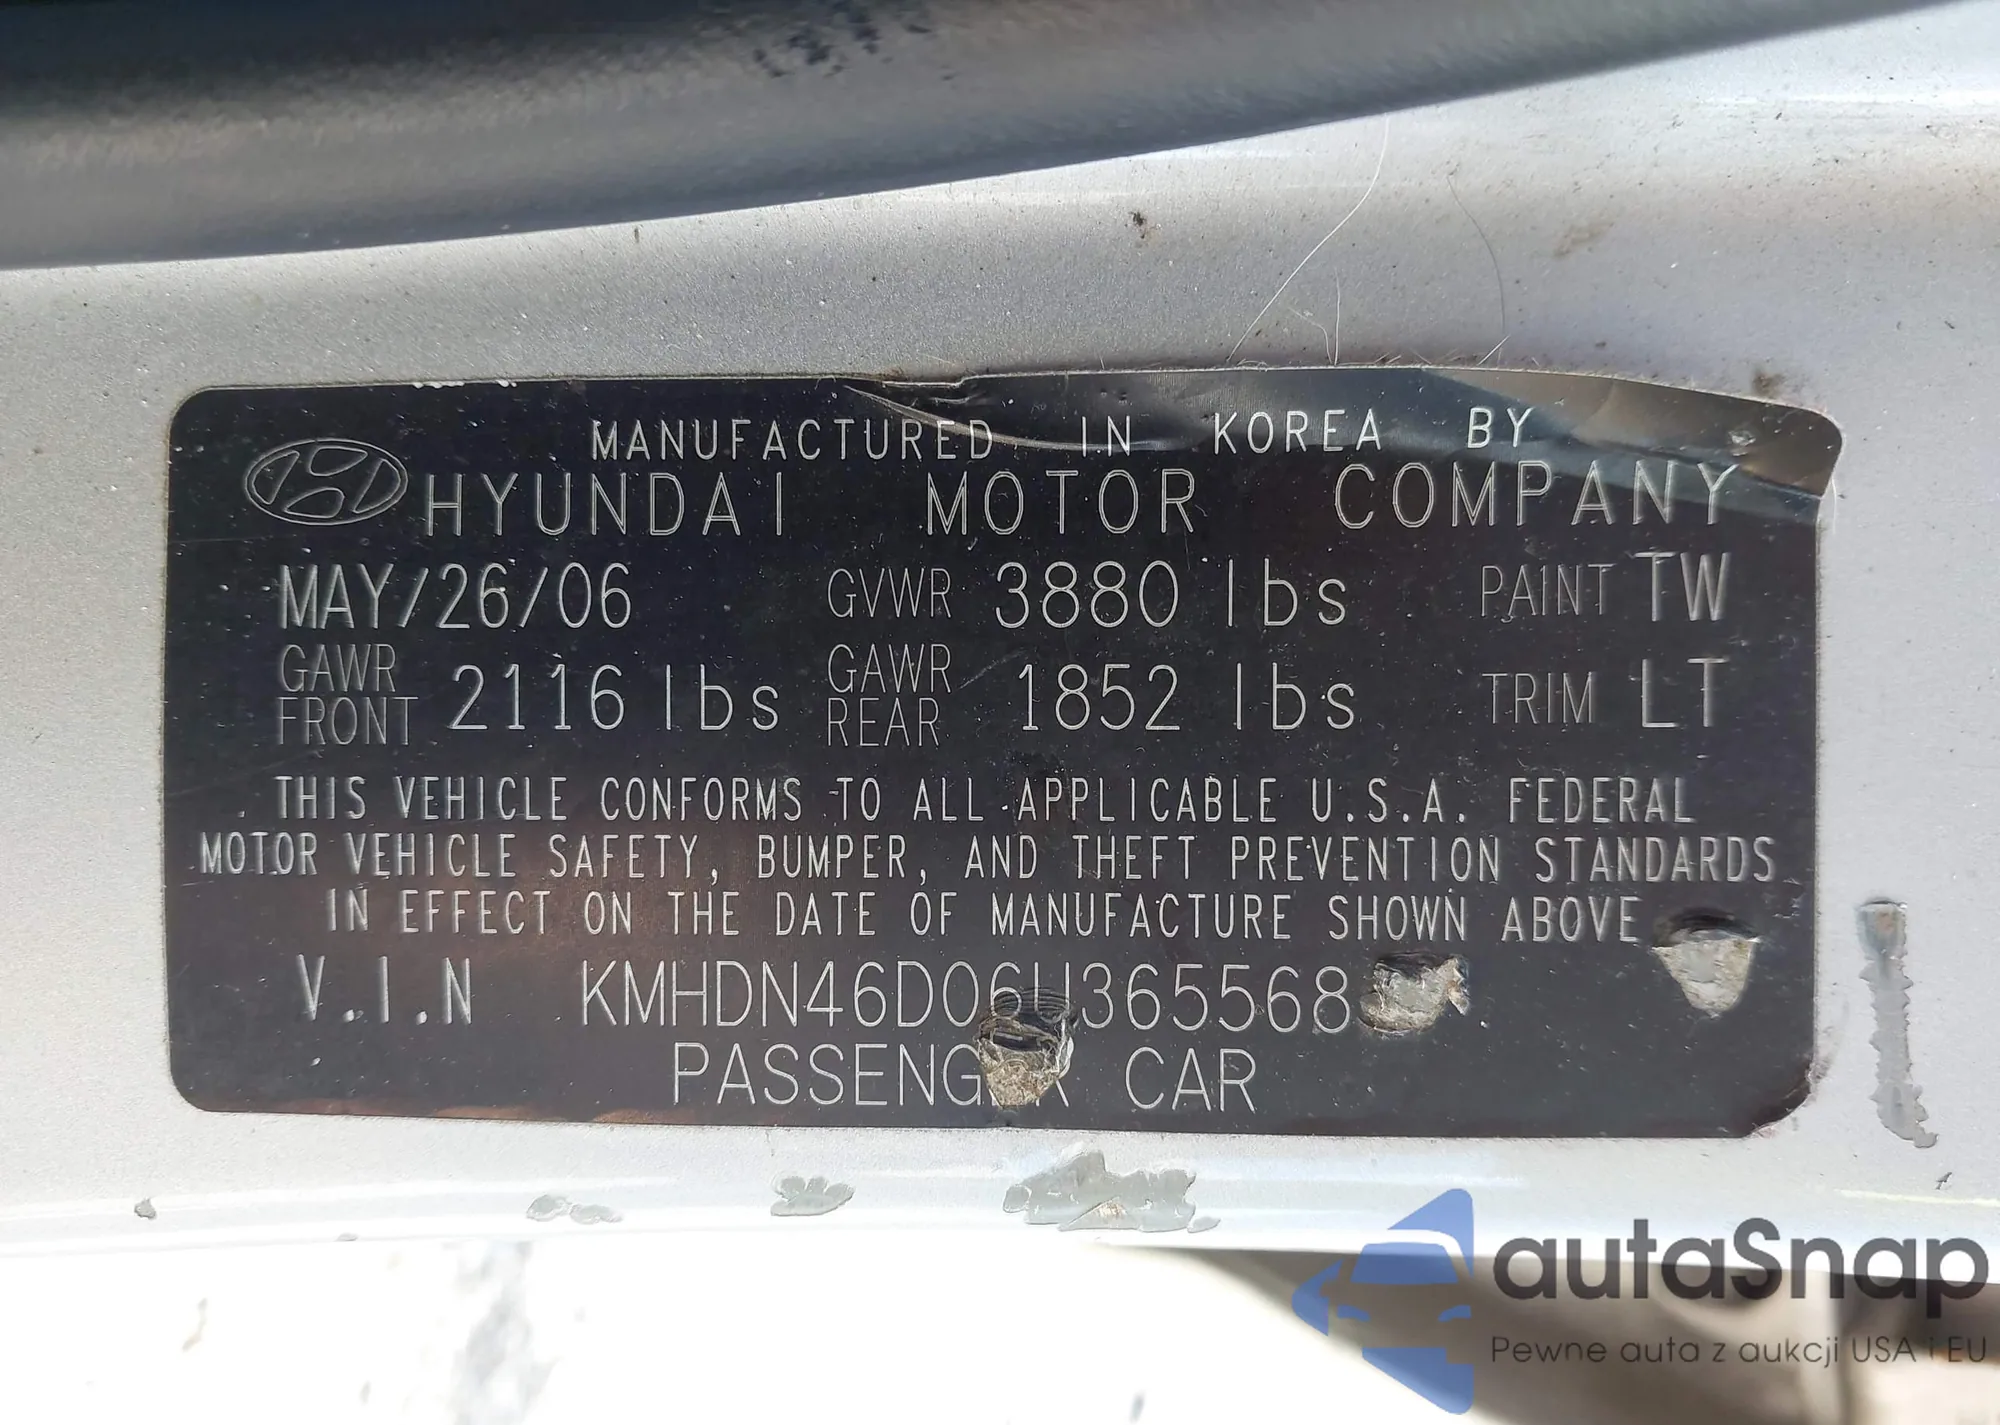 MANUFACTURED IN KOREA BY
HYUNDAI MOTOR COMPANY
MAY/26/06 GVWR 3880 lbs PAINT TW
GAWR FRONT 2116 lbs GAWR REAR 1852 lbs TRIM LT
THIS VEHICLE CONFORMS TO ALL APPLICABLE U.S.A. FEDERAL
MOTOR VEHICLE SAFETY, BUMPER, AND THEFT PREVENTION STANDARDS
IN EFFECT ON THE DATE OF MANUFACTURE SHOWN ABOVE
V.I.N KMHDN46D06U365568
PASSENGER CAR
autaSnap
Pewne auta z aukcji USA i EU